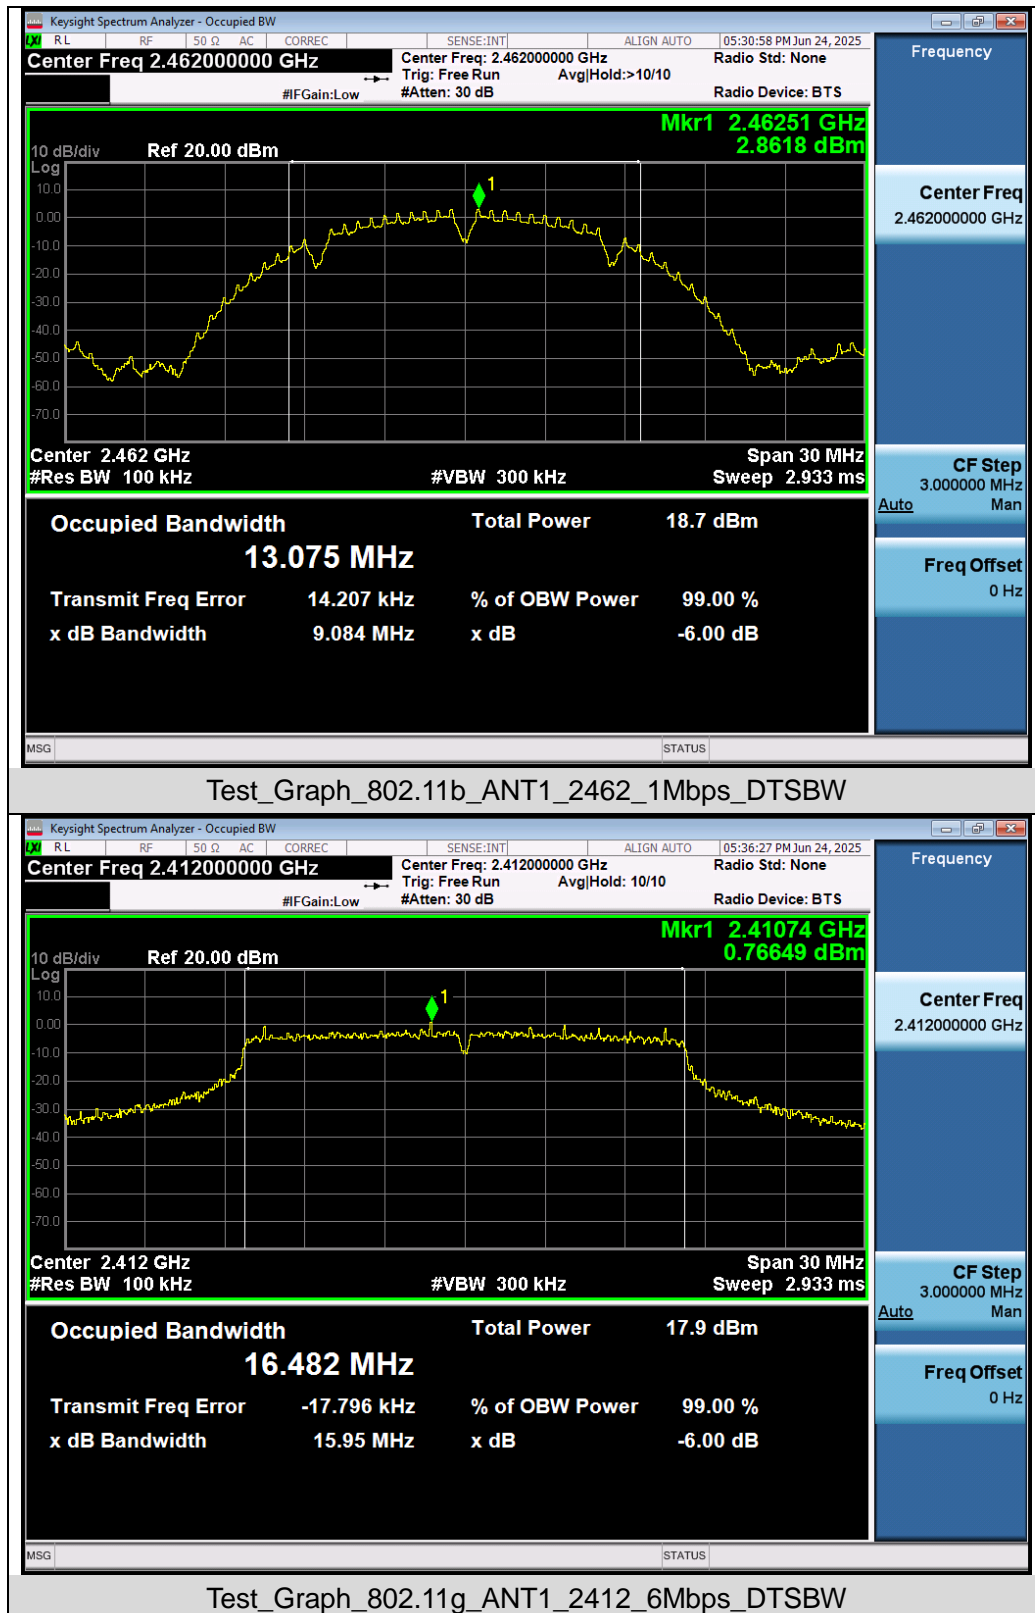 Keysight Spectrum Analyzer - Occupied BW
LXI RL RF 50 Ω AC CORREC SENSE:INT ALIGN AUTO 05:30:58 PM Jun 24, 2025
Center Freq 2.462000000 GHz
Center Freq: 2.462000000 GHz Radio Std: None
Trig: Free Run Avg|Hold:>10/10
#IFGain:Low #Atten: 30 dB Radio Device: BTS
Frequency
Mkr1 2.46251 GHz
2.8618 dBm
10 dB/div Ref 20.00 dBm
Log
10.0
0.00
-10.0
-20.0
-30.0
-40.0
-50.0
-60.0
-70.0
1
Center 2.462 GHz Span 30 MHz
#Res BW 100 kHz #VBW 300 kHz Sweep 2.933 ms
Center Freq
2.462000000 GHz
CF Step
3.000000 MHz
Auto Man
Freq Offset
0 Hz
Occupied Bandwidth Total Power 18.7 dBm
13.075 MHz
Transmit Freq Error 14.207 kHz % of OBW Power 99.00 %
x dB Bandwidth 9.084 MHz x dB -6.00 dB
MSG STATUS
Test_Graph_802.11b_ANT1_2462_1Mbps_DTSBW
Keysight Spectrum Analyzer - Occupied BW
LXI RL RF 50 Ω AC CORREC SENSE:INT ALIGN AUTO 05:36:27 PM Jun 24, 2025
Center Freq 2.412000000 GHz
Center Freq: 2.412000000 GHz Radio Std: None
Trig: Free Run Avg|Hold: 10/10
#IFGain:Low #Atten: 30 dB Radio Device: BTS
Frequency
Mkr1 2.41074 GHz
0.76649 dBm
10 dB/div Ref 20.00 dBm
Log
10.0
0.00
-10.0
-20.0
-30.0
-40.0
-50.0
-60.0
-70.0
1
Center 2.412 GHz Span 30 MHz
#Res BW 100 kHz #VBW 300 kHz Sweep 2.933 ms
Center Freq
2.412000000 GHz
CF Step
3.000000 MHz
Auto Man
Freq Offset
0 Hz
Occupied Bandwidth Total Power 17.9 dBm
16.482 MHz
Transmit Freq Error -17.796 kHz % of OBW Power 99.00 %
x dB Bandwidth 15.95 MHz x dB -6.00 dB
MSG STATUS
Test_Graph_802.11g_ANT1_2412_6Mbps_DTSBW